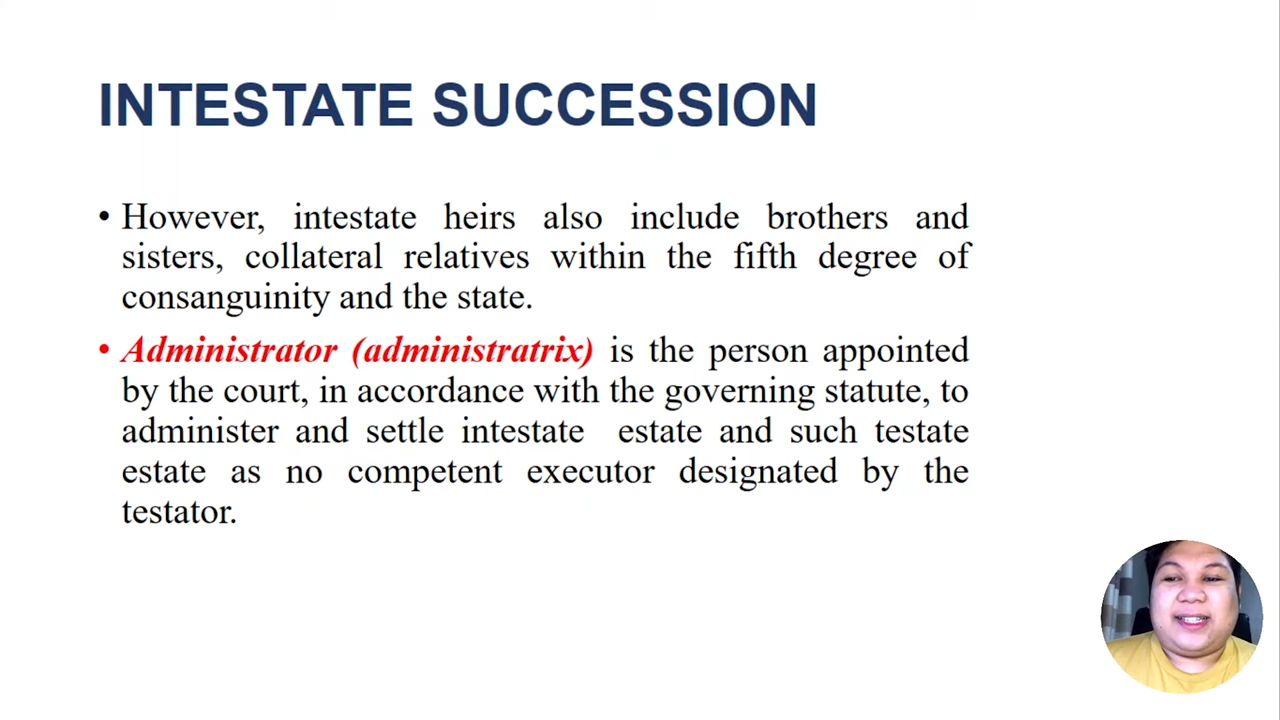 INTESTATE SUCCESSION
• However, intestate heirs also include brothers and
sisters, collateral relatives within the fifth degree of
consanguinity and the state.
• Administrator (administratrix) is the person appointed
by the court, in accordance with the governing statute, to
administer and settle intestate estate and such testate
estate as no competent executor designated by the
testator.